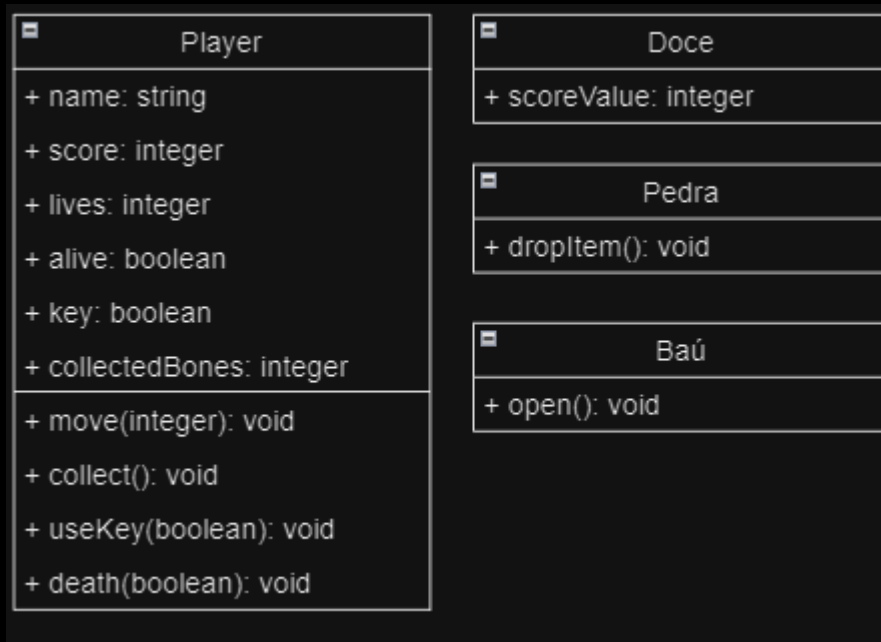 Player
+ name: string
+ score: integer
+ lives: integer
+ alive: boolean
+ key: boolean
+ collectedBones: integer
+ move(integer): void
+ collect(): void
+ useKey(boolean): void
+ death(boolean): void
Doce
+ scoreValue: integer
Pedra
+ dropItem(): void
Baú
+ open(): void